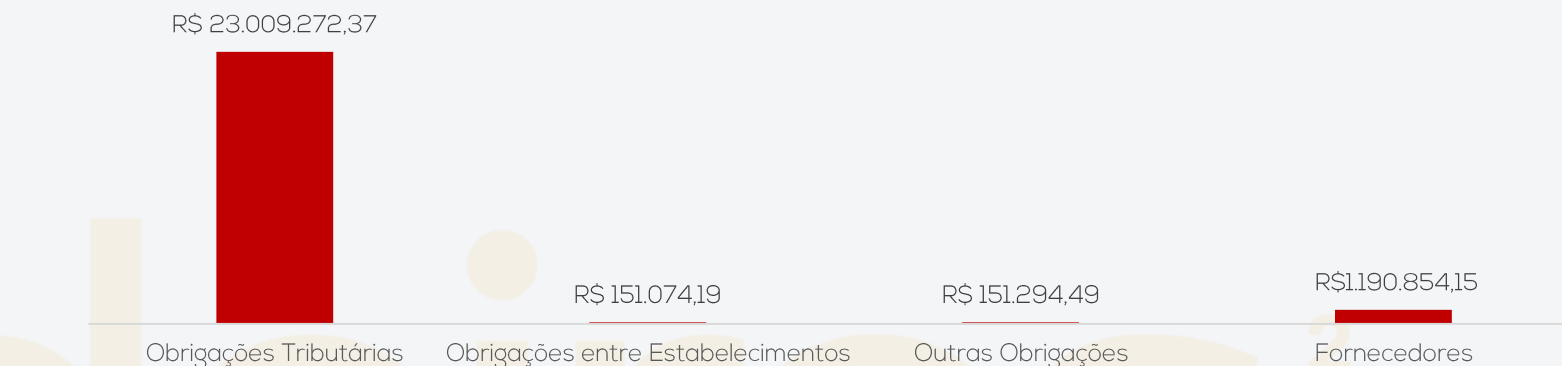 R$ 23.009.272,37
R$ 151.074,19
R$ 151.294,49
R$1.190.854,15
Obrigações Tributárias
Obrigações entre Estabelecimentos
Outras Obrigações
Fornecedores